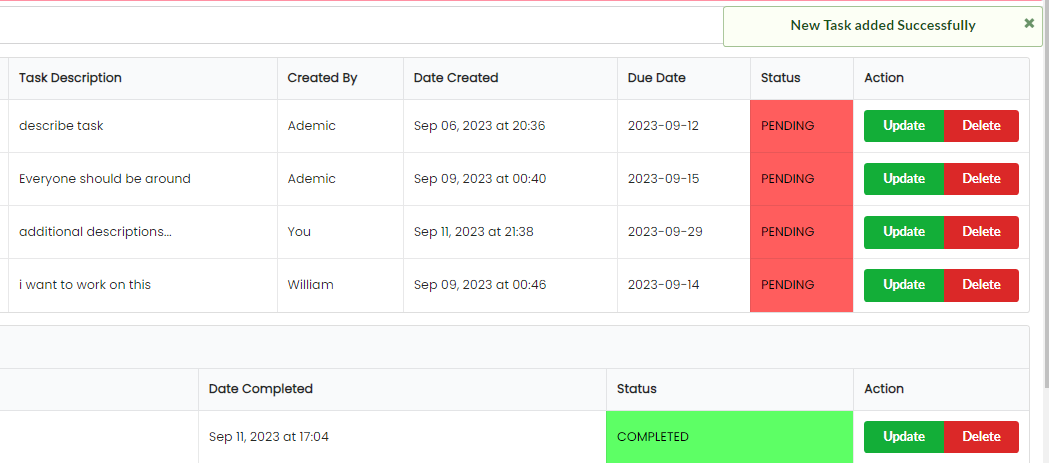 New Task added Successfully ×
Task Description Created By Date Created Due Date Status Action
describe task Ademic Sep 06, 2023 at 20:36 2023-09-12 PENDING Update Delete
Everyone should be around Ademic Sep 09, 2023 at 00:40 2023-09-15 PENDING Update Delete
additional descriptions... You Sep 11, 2023 at 21:38 2023-09-29 PENDING Update Delete
i want to work on this William Sep 09, 2023 at 00:46 2023-09-14 PENDING Update Delete
Date Completed Status Action
Sep 11, 2023 at 17:04 COMPLETED Update Delete